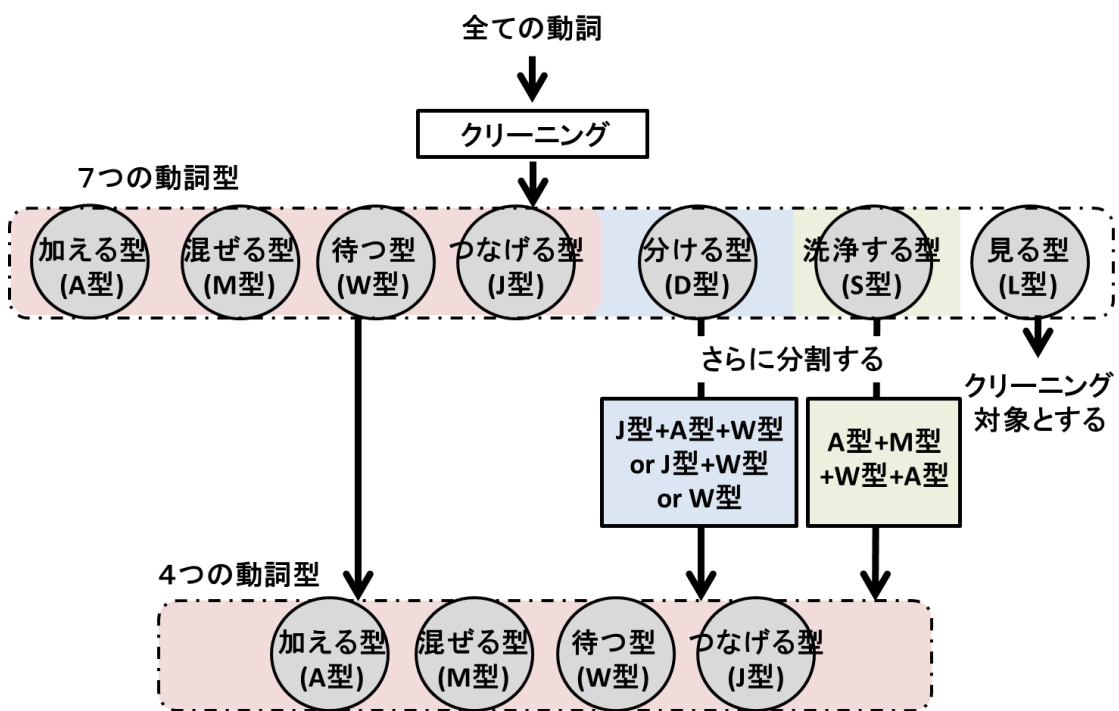 全ての動詞
クリーニング
７つの動詞型
加える型
(A型)
混ぜる型
(M型)
待つ型
(W型)
つなげる型
(J型)
分ける型
(D型)
洗浄する型
(S型)
見る型
(L型)
さらに分割する
クリーニング
対象とする
J型+A型+W型
or J型+W型
or W型
A型+M型
+W型+A型
４つの動詞型
加える型
(A型)
混ぜる型
(M型)
待つ型
(W型)
つなげる型
(J型)